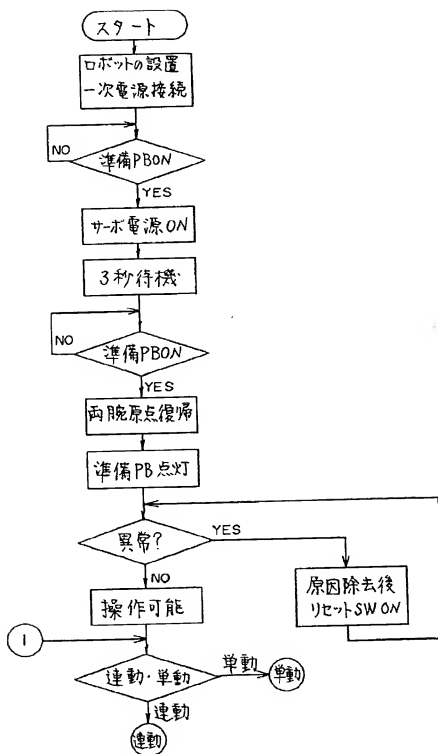 スタート
ロボットの設置
一次電源接続
NO
準備PBON
YES
サーボ電源ON
3秒待機
NO
準備PBON
YES
両腕原点復帰
準備PB点灯
異常?
YES
NO
原因除去後
リセットSW ON
操作可能
1
連動・単動
単動
単動
連動
連動